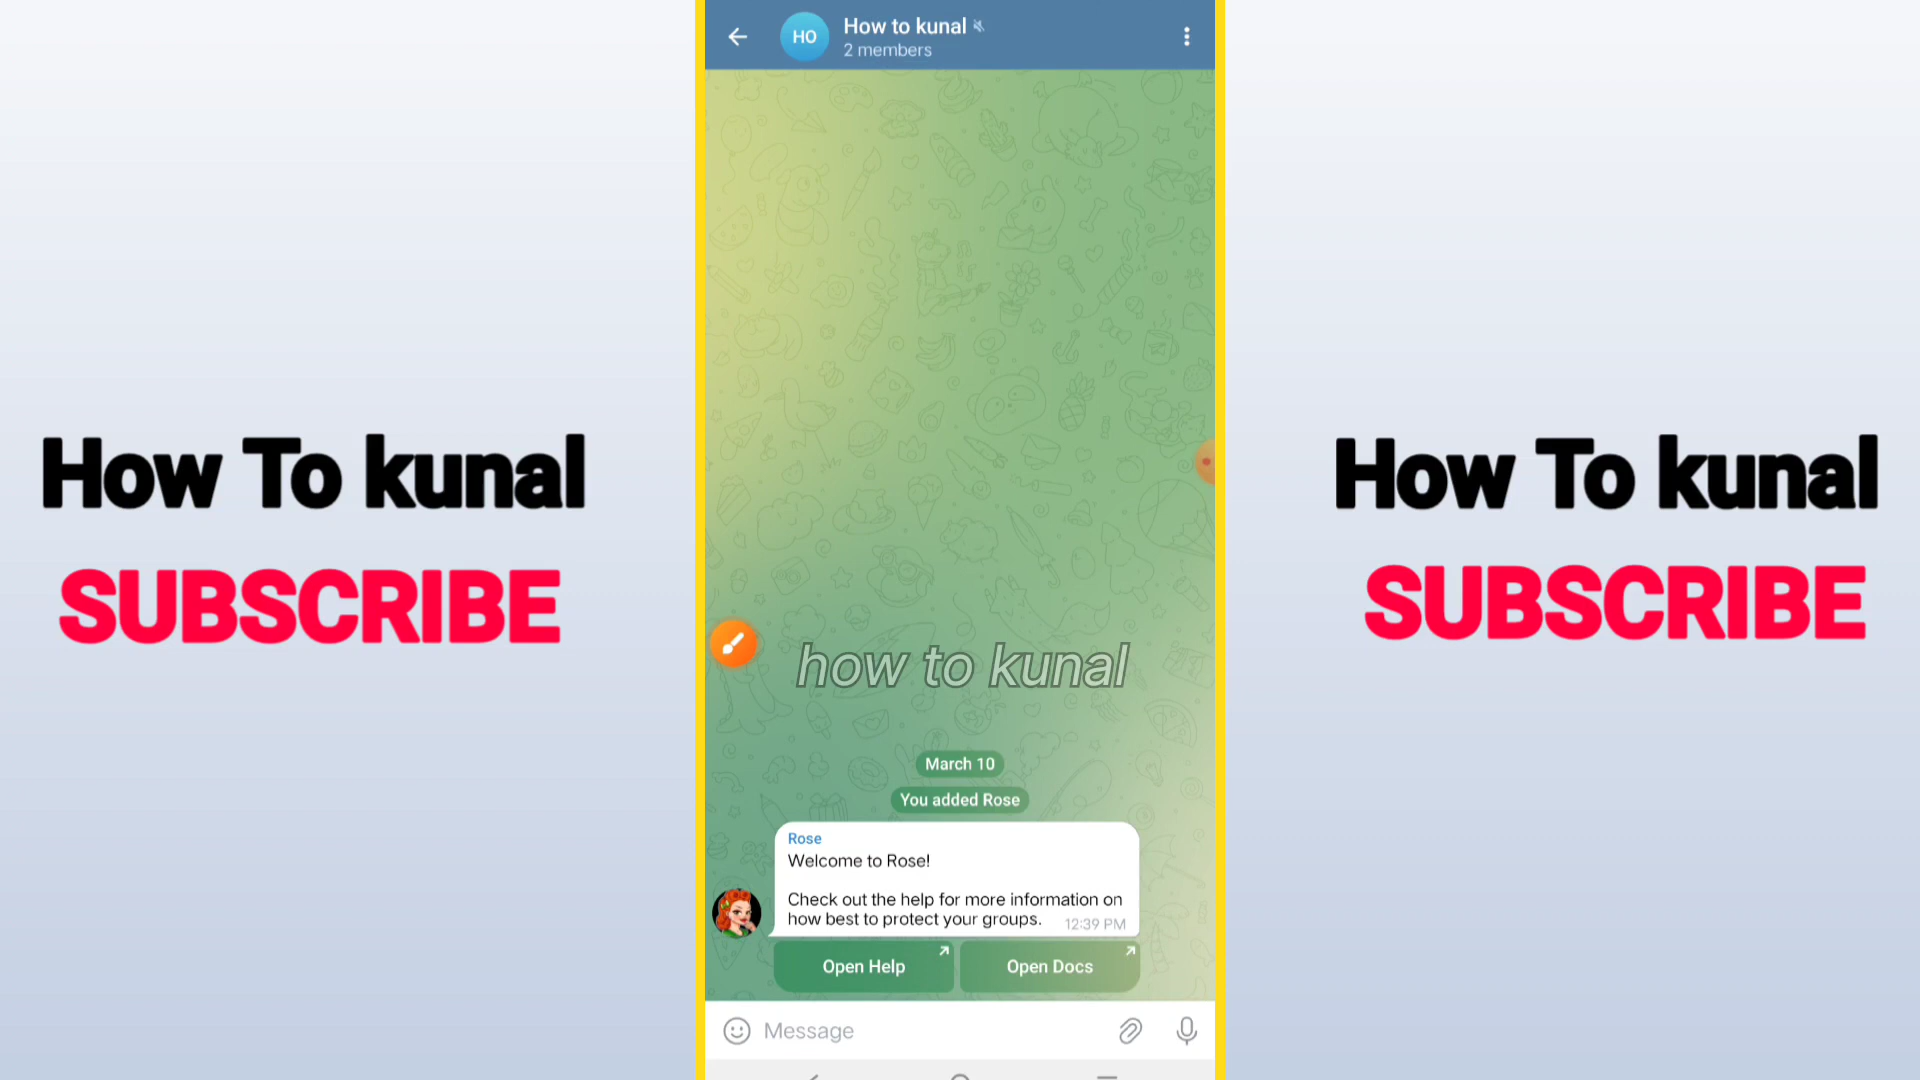 How To kunal
SUBSCRIBE
HO
How to kunal
2 members
how to kunal
March 10
You added Rose
Rose
Welcome to Rose!
Check out the help for more information on
how best to protect your groups.
12:39 PM
Open Help
Open Docs
Message
How To kunal
SUBSCRIBE